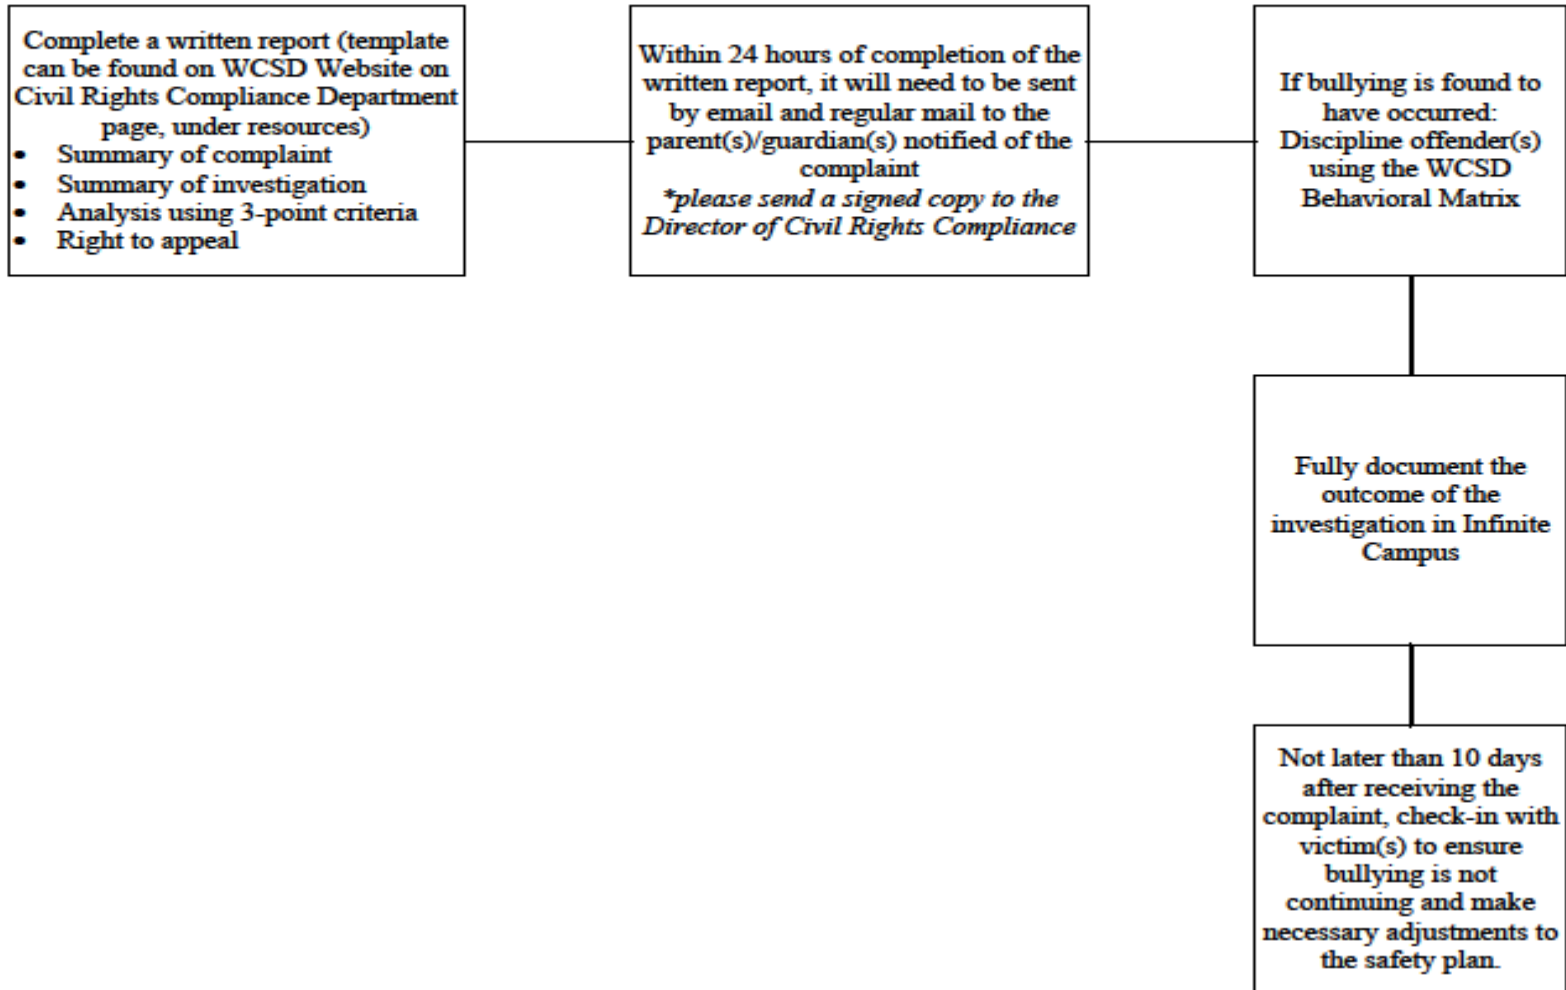 Complete a written report (template
can be found on WCSD Website on
Civil Rights Compliance Department
page, under resources)
• Summary of complaint
• Summary of investigation
• Analysis using 3-point criteria
• Right to appeal
Within 24 hours of completion of the
written report, it will need to be sent
by email and regular mail to the
parent(s)/guardian(s) notified of the
complaint
*please send a signed copy to the
Director of Civil Rights Compliance
If bullying is found to
have occurred:
Discipline offender(s)
using the WCSD
Behavioral Matrix
Fully document the
outcome of the
investigation in Infinite
Campus
Not later than 10 days
after receiving the
complaint, check-in with
victim(s) to ensure
bullying is not
continuing and make
necessary adjustments to
the safety plan.